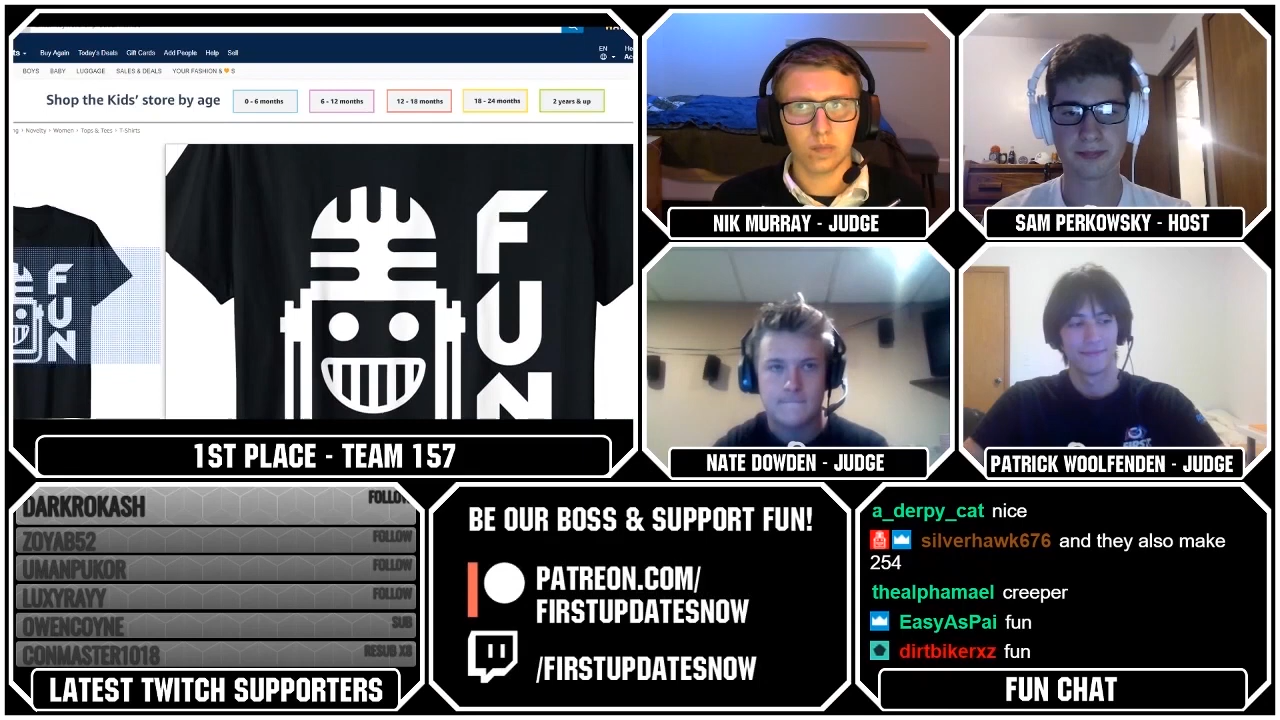 ts
Buy Again Today's Deals Gift Cards Add People Help Sell
EN
BOYS BABY LUGGAGE SALES & DEALS YOUR FASHION & 🧡 S
Shop the Kids' store by age
0 - 6 months
6 - 12 months
12 - 18 months
18 - 24 months
2 years & up
Novelty › Women › Tops & Tees › T-Shirts
FUN
FUN
1ST PLACE - TEAM 157
NIK MURRAY - JUDGE
SAM PERKOWSKY - HOST
NATE DOWDEN - JUDGE
FIRST
PATRICK WOOLFENDEN - JUDGE
DARKROKASH FOLLOW
ZOYAB52 FOLLOW
UMANPUKOR FOLLOW
LUXYRAYY FOLLOW
OWENCOYNE SUB
CONMASTER1018 RESUB X8
LATEST TWITCH SUPPORTERS
BE OUR BOSS & SUPPORT FUN!
PATREON.COM/
FIRSTUPDATESNOW
/FIRSTUPDATESNOW
a_derpy_cat nice
silverhawk676 and they also make
254
thealphamael creeper
EasyAsPai fun
dirtbikerxz fun
FUN CHAT